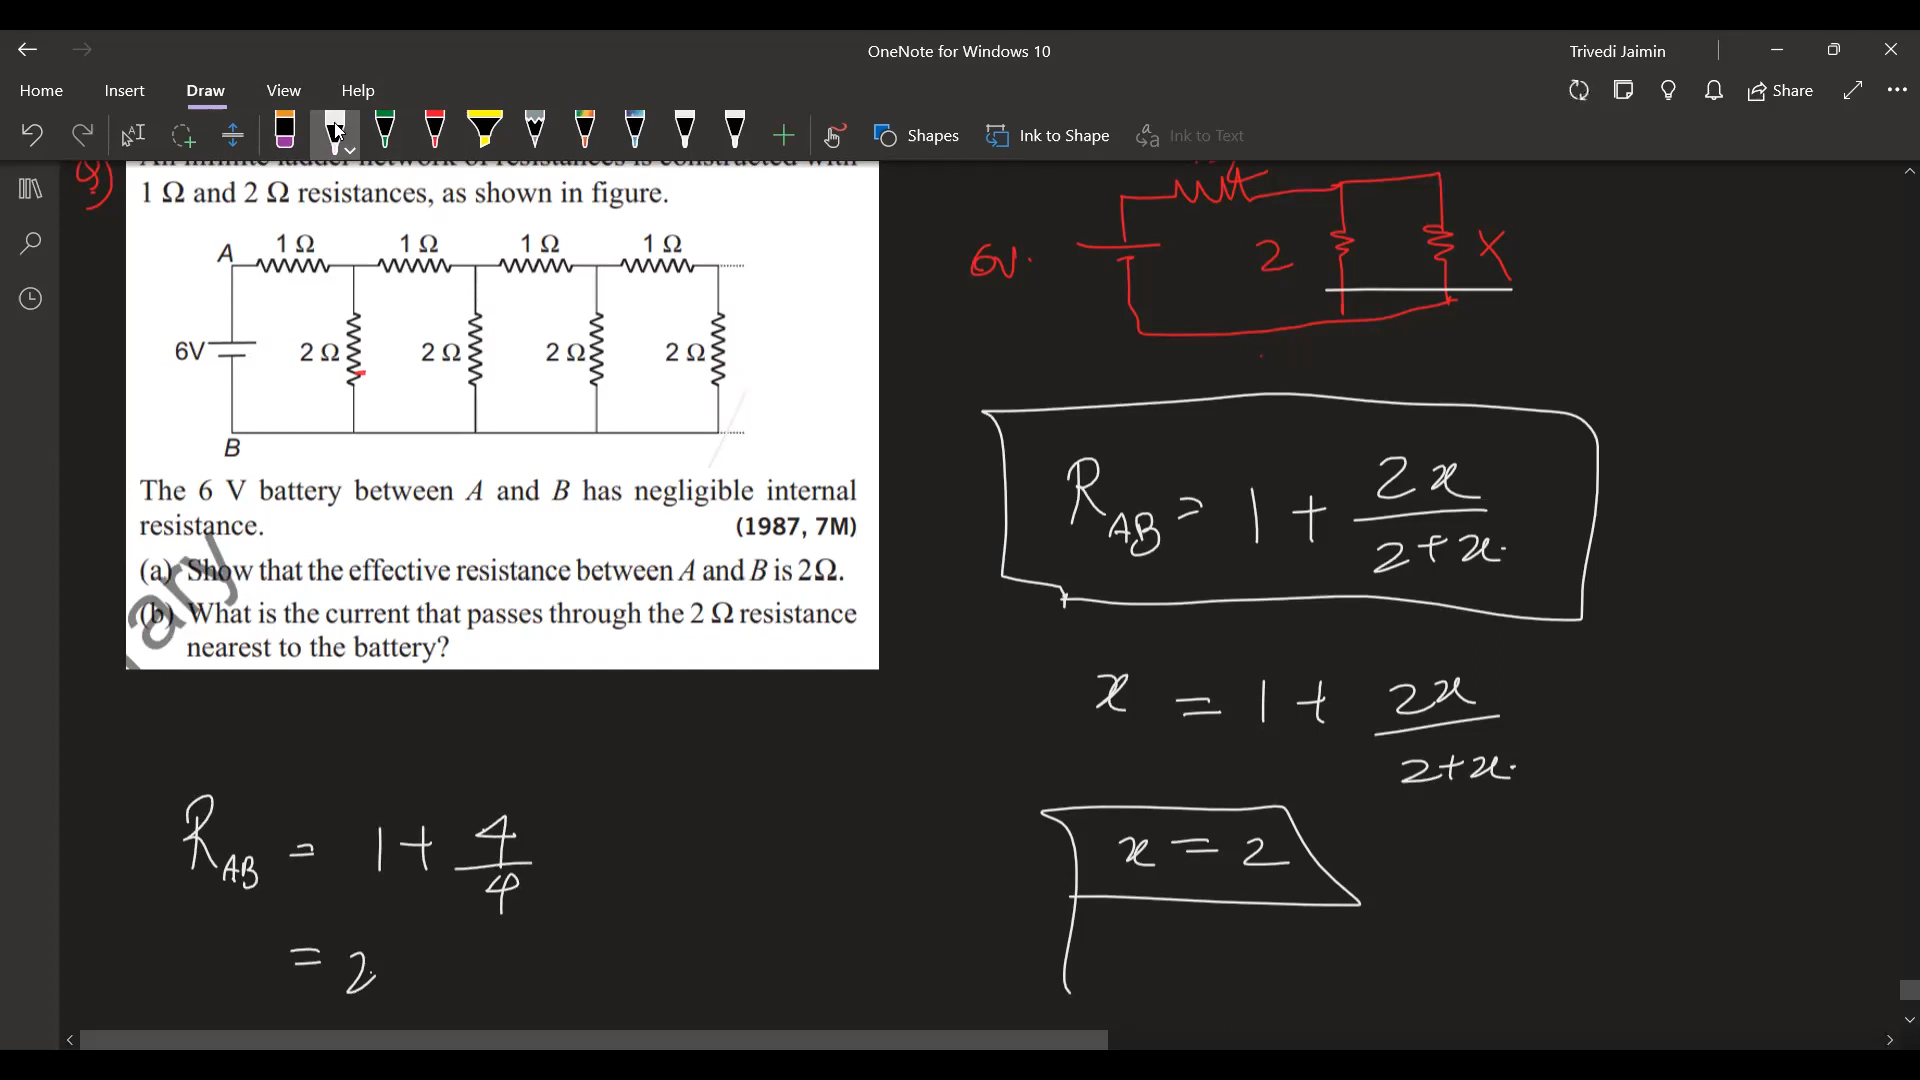 OneNote for Windows 10
Trivedi Jaimin
Home Insert Draw View Help
Share
Shapes Ink to Shape Ink to Text
Q)
1 Ω and 2 Ω resistances, as shown in figure.
A 1 Ω 1 Ω 1 Ω 1 Ω
6V 2 Ω 2 Ω 2 Ω 2 Ω
B
The 6 V battery between A and B has negligible internal
resistance. (1987, 7M)
(a) Show that the effective resistance between A and B is 2Ω.
(b) What is the current that passes through the 2 Ω resistance
nearest to the battery?
ary
R_AB = 1 + 4/4
= 2
6V. 2 X
R_AB = 1 + 2x/2+x.
x = 1 + 2x/2+x.
x = 2